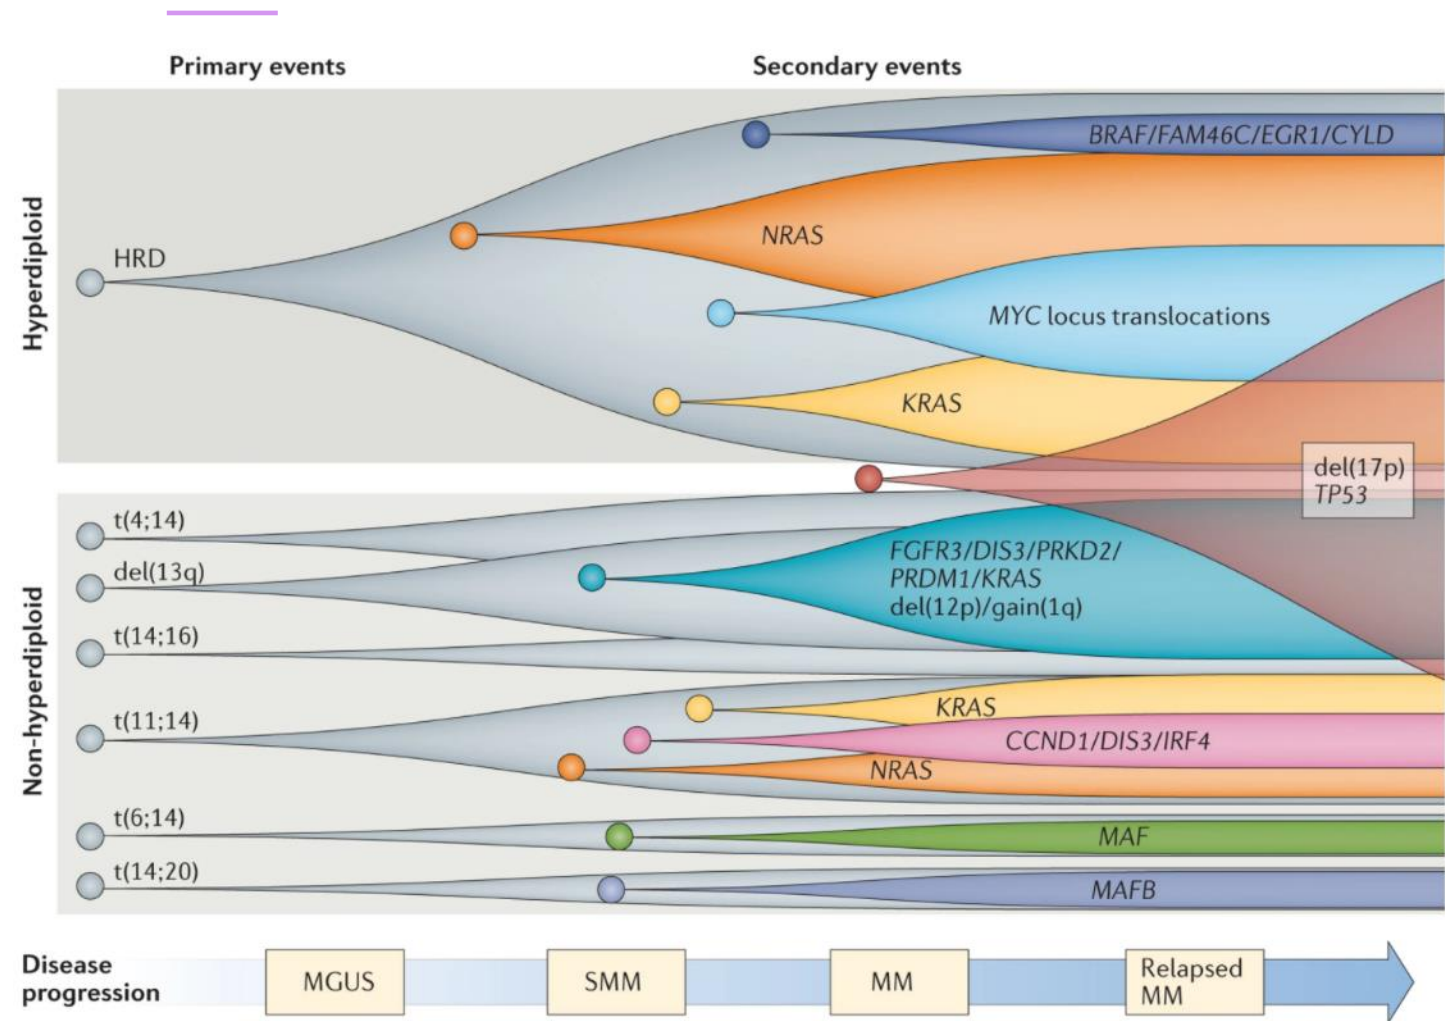 Primary events
Secondary events
Hyperdiploid
HRD
BRAF/FAM46C/EGR1/CYLD
NRAS
MYC locus translocations
KRAS
del(17p)
TP53
Non-hyperdiploid
t(4;14)
del(13q)
t(14;16)
t(11;14)
t(6;14)
t(14;20)
FGFR3/DIS3/PRKD2/
PRDM1/KRAS
del(12p)/gain(1q)
KRAS
CCND1/DIS3/IRF4
NRAS
MAF
MAFB
Disease
progression
MGUS
SMM
MM
Relapsed
MM